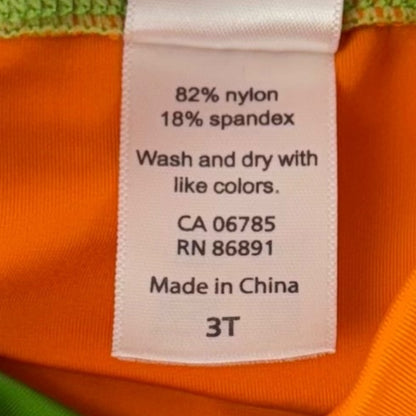 82% nylon
18% spandex
Wash and dry with
like colors.
CA 06785
RN 86891
Made in China
3T